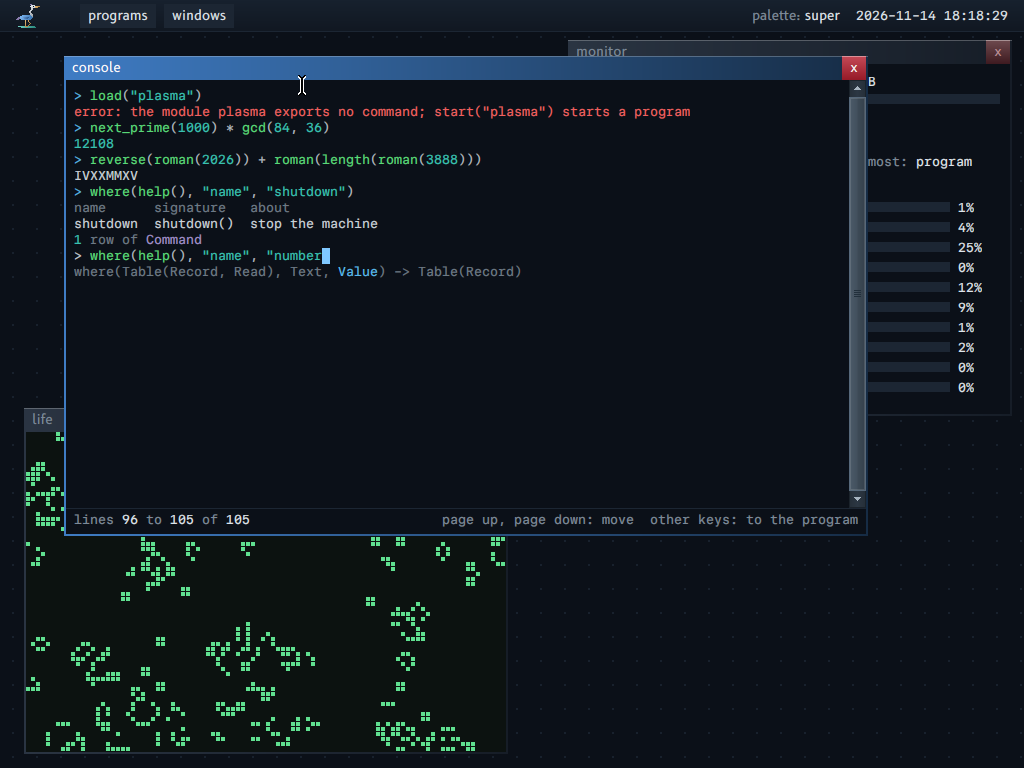 programs windows palette: super 2026-11-14 18:18:29
monitor x
console x
B
> load("plasma")
error: the module plasma exports no command; start("plasma") starts a program
> next_prime(1000) * gcd(84, 36)
12108
> reverse(roman(2026)) + roman(length(roman(3888)))
most: program
IVXXMMXV
> where(help(), "name", "shutdown")
name signature about
1%
shutdown shutdown() stop the machine
4%
1 row of Command
25%
> where(help(), "name", "number
where(Table(Record, Read), Text, Value) -> Table(Record)
0%
12%
9%
1%
2%
0%
0%
life
lines 96 to 105 of 105 page up, page down: move other keys: to the program